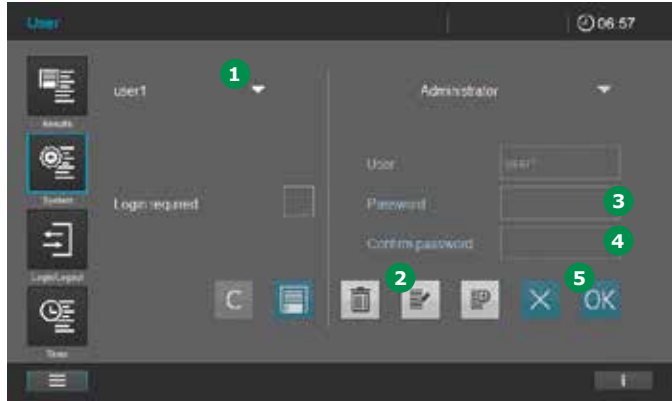 User 06:57
1
user1 Administrator
Results
User user1
System
Login required Password 3
Confirm password 4
Login/Logout
2 5
C OK
Timer
i